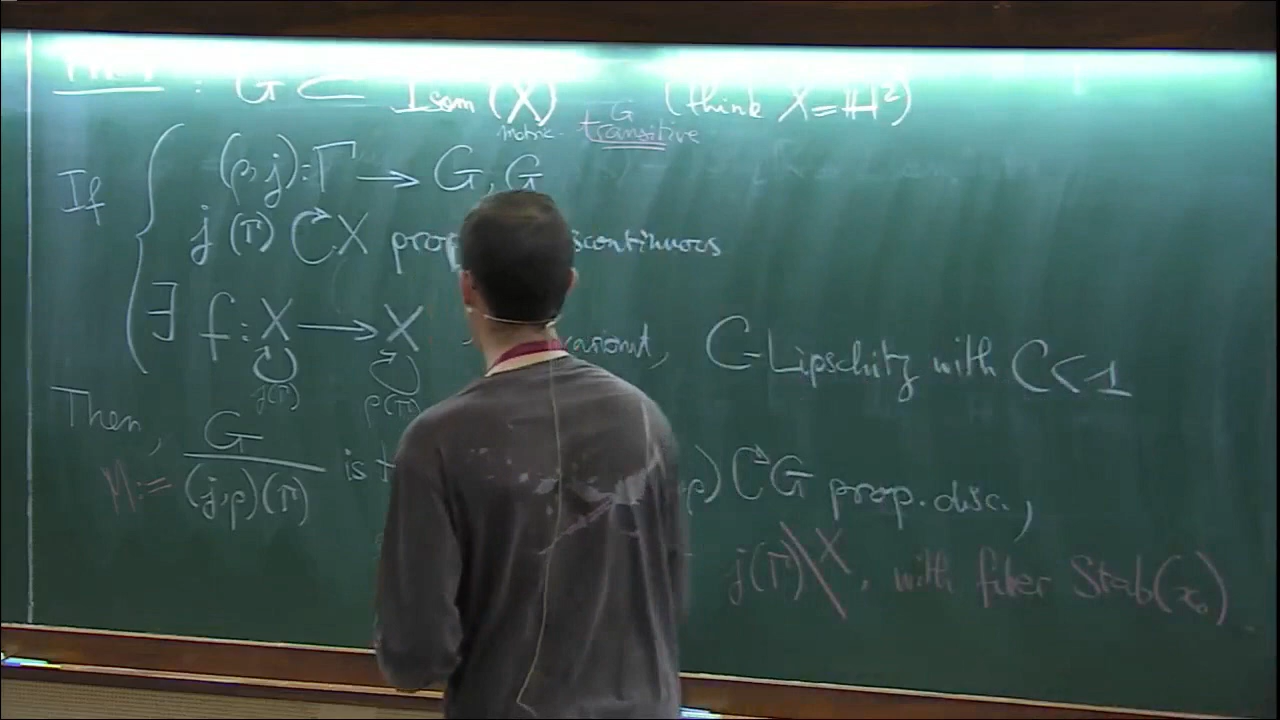 : G ⊂ Isom (X) (think X = ℍ²)
metric G transitive
If (ρ, j) : Γ → G, G
j(Γ) ⟳ X prop scontinuous
∃ f : X → X , variant, C-Lipschitz with C < 1
j(Γ) ρ(Γ)
Then, G is ρ) ⟳ G prop. disc.,
M := (j, ρ)(Γ)
j(Γ)\X, with fiber Stab(x₀)